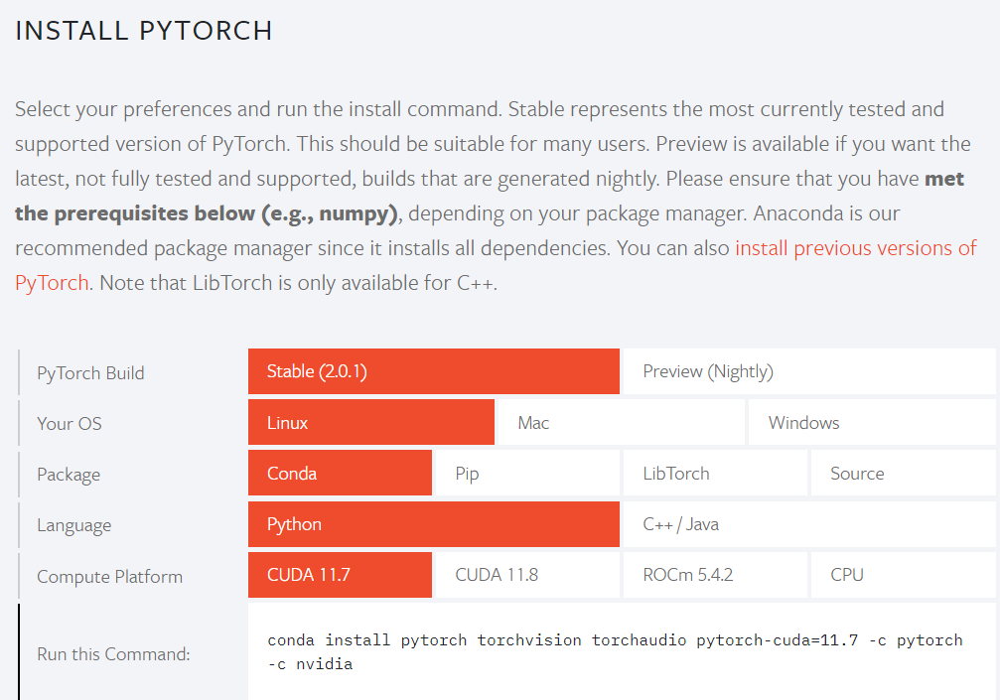 INSTALL PYTORCH
Select your preferences and run the install command. Stable represents the most currently tested and
supported version of PyTorch. This should be suitable for many users. Preview is available if you want the
latest, not fully tested and supported, builds that are generated nightly. Please ensure that you have met
the prerequisites below (e.g., numpy), depending on your package manager. Anaconda is our
recommended package manager since it installs all dependencies. You can also install previous versions of
PyTorch. Note that LibTorch is only available for C++.
PyTorch Build Stable (2.0.1) Preview (Nightly)
Your OS Linux Mac Windows
Package Conda Pip LibTorch Source
Language Python C++ / Java
Compute Platform CUDA 11.7 CUDA 11.8 ROCm 5.4.2 CPU
Run this Command:
conda install pytorch torchvision torchaudio pytorch-cuda=11.7 -c pytorch
-c nvidia